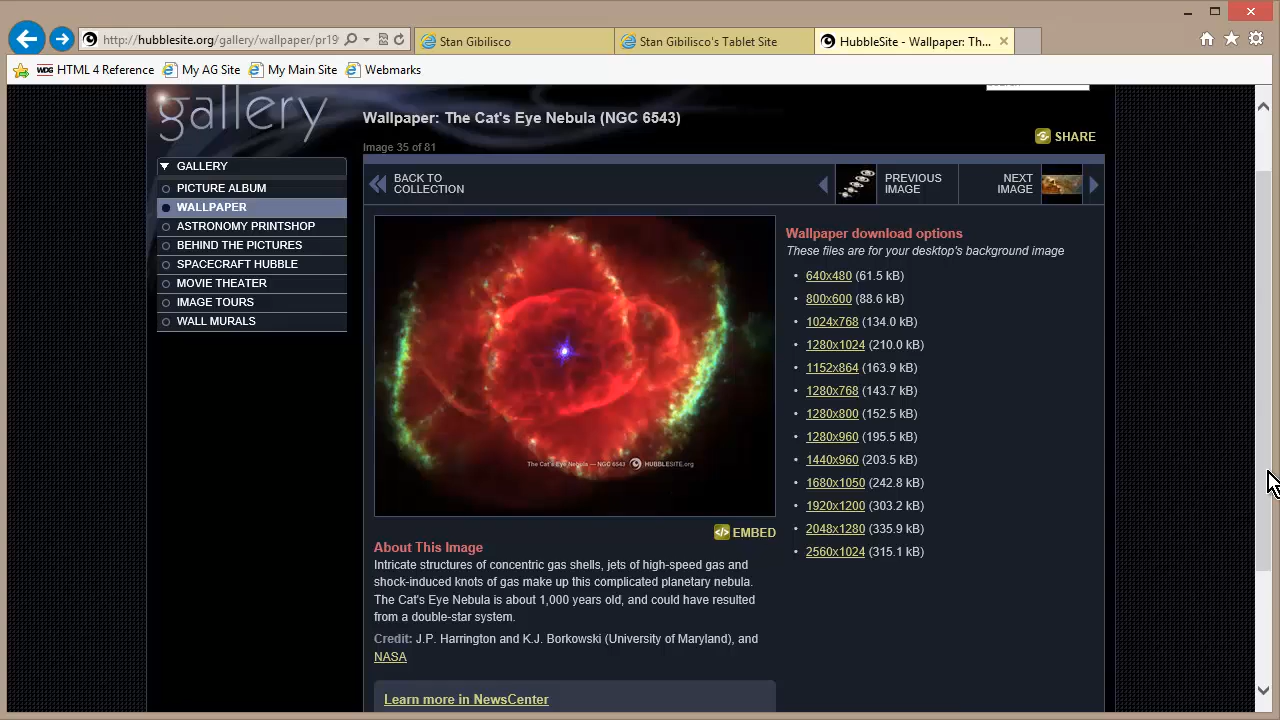 http://hubblesite.org/gallery/wallpaper/pr19
Stan Gibilisco
Stan Gibilisco's Tablet Site
HubbleSite - Wallpaper: Th...
WDG HTML 4 Reference
My AG Site
My Main Site
Webmarks
gallery
Wallpaper: The Cat's Eye Nebula (NGC 6543)
SHARE
Image 35 of 81
GALLERY
PICTURE ALBUM
WALLPAPER
ASTRONOMY PRINTSHOP
BEHIND THE PICTURES
SPACECRAFT HUBBLE
MOVIE THEATER
IMAGE TOURS
WALL MURALS
BACK TO
COLLECTION
PREVIOUS
IMAGE
NEXT
IMAGE
The Cat's Eye Nebula — NGC 6543 HUBBLESITE.org
Wallpaper download options
These files are for your desktop's background image
• 640x480 (61.5 kB)
• 800x600 (88.6 kB)
• 1024x768 (134.0 kB)
• 1280x1024 (210.0 kB)
• 1152x864 (163.9 kB)
• 1280x768 (143.7 kB)
• 1280x800 (152.5 kB)
• 1280x960 (195.5 kB)
• 1440x960 (203.5 kB)
• 1680x1050 (242.8 kB)
• 1920x1200 (303.2 kB)
• 2048x1280 (335.9 kB)
• 2560x1024 (315.1 kB)
EMBED
About This Image
Intricate structures of concentric gas shells, jets of high-speed gas and
shock-induced knots of gas make up this complicated planetary nebula.
The Cat's Eye Nebula is about 1,000 years old, and could have resulted
from a double-star system.
Credit: J.P. Harrington and K.J. Borkowski (University of Maryland), and
NASA
Learn more in NewsCenter